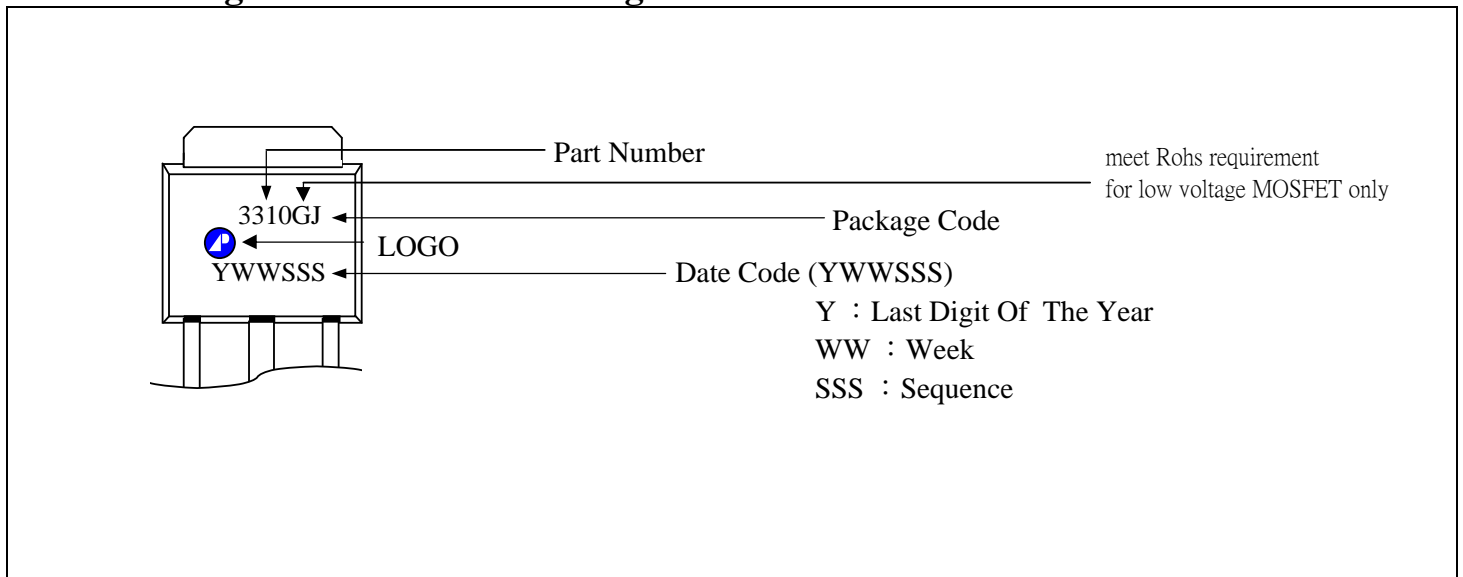 Part Number
meet Rohs requirement
for low voltage MOSFET only
3310GJ
Package Code
LOGO
YWWSSS
Date Code (YWWSSS)
Y ：Last Digit Of The Year
WW ：Week
SSS ：Sequence